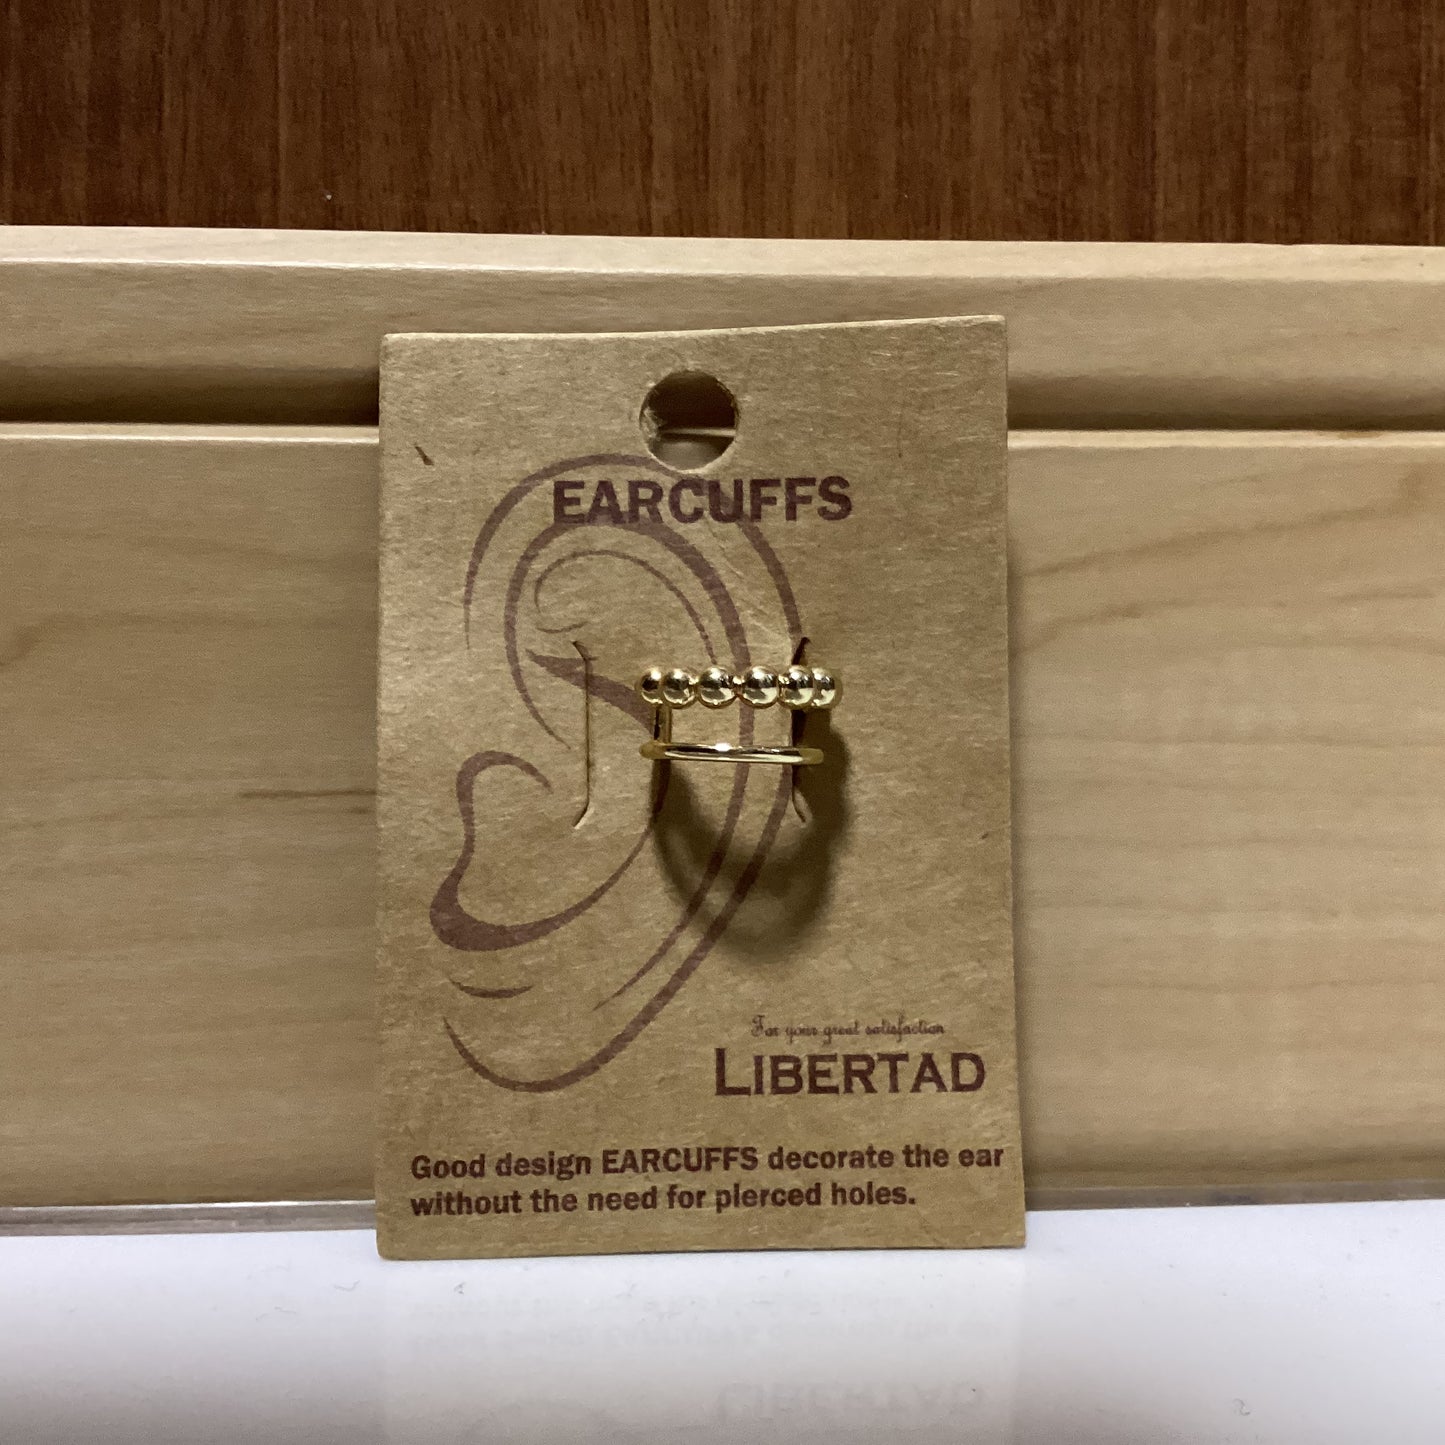 EARCUFFS
For your great satisfaction
LIBERTAD
Good design EARCUFFS decorate the ear
without the need for pierced holes.